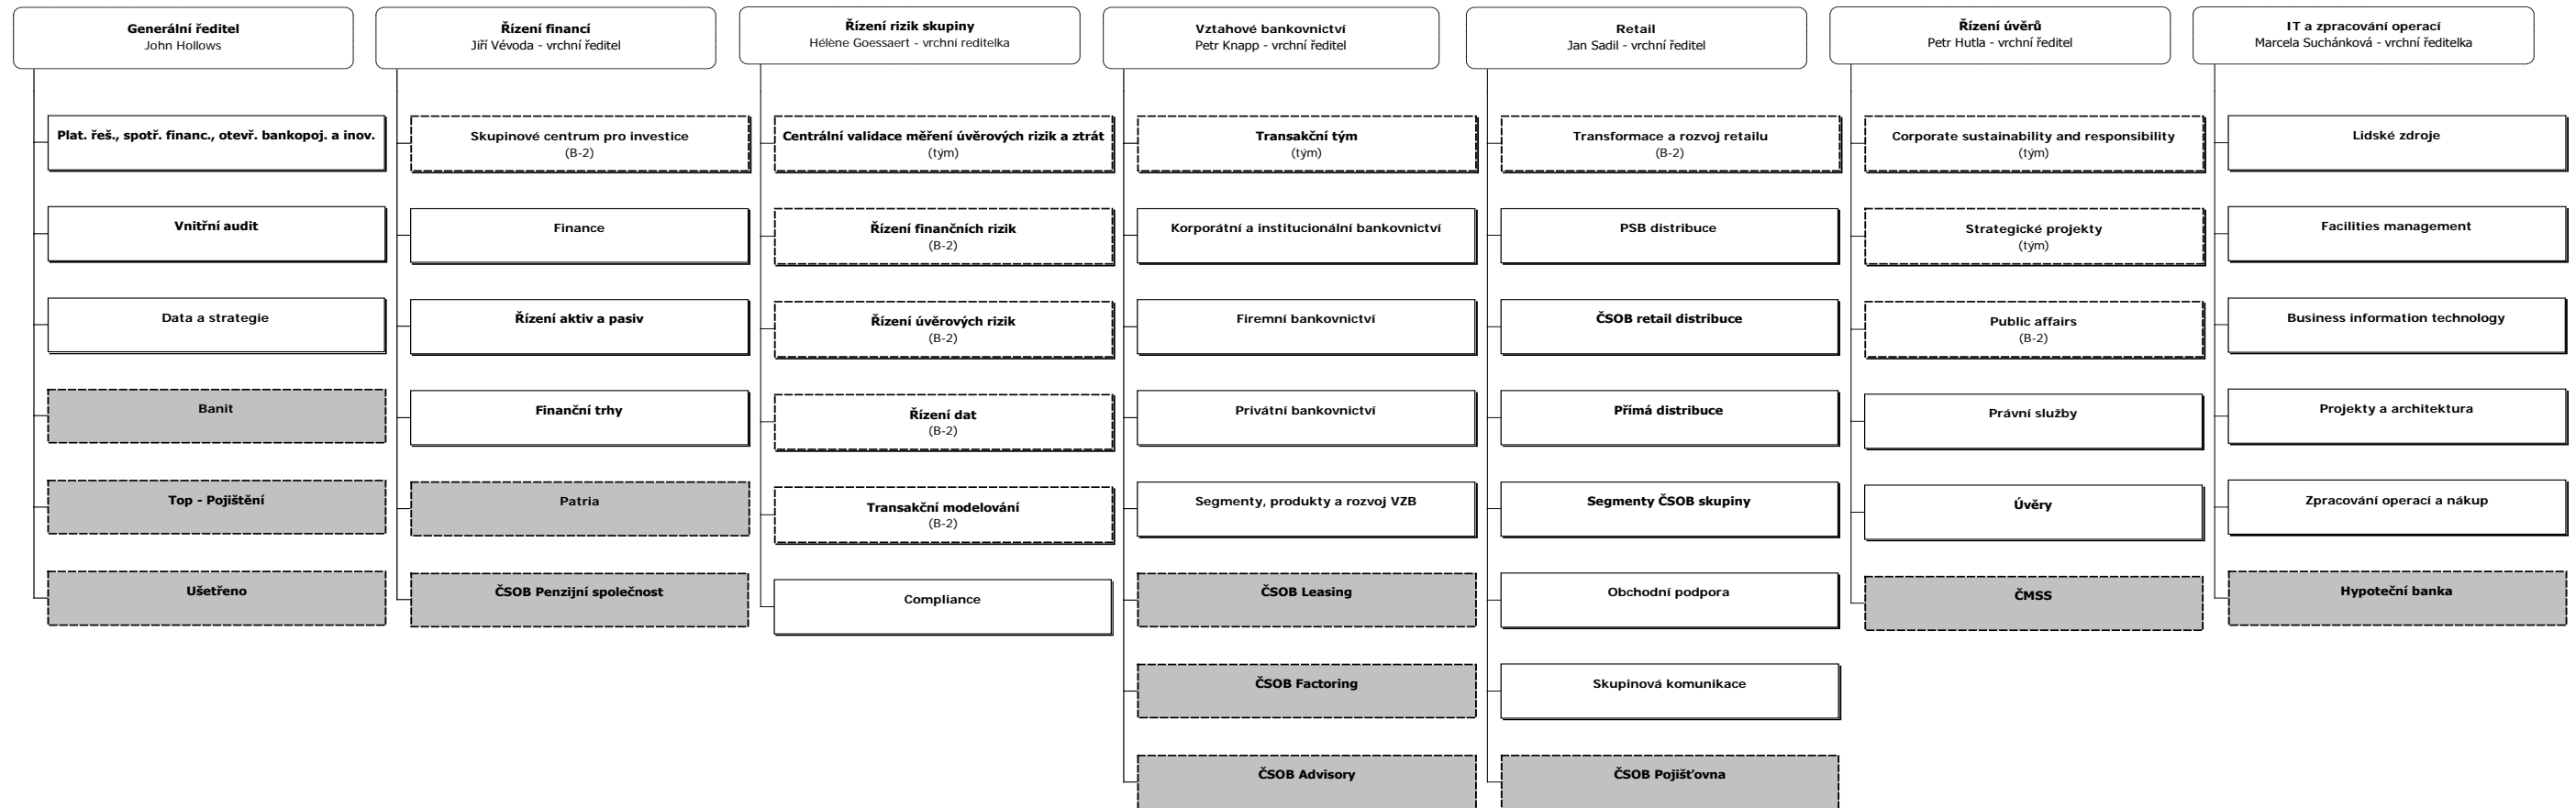 Generální ředitel
John Hollows
Plat. řeš., spotř. financ., otevř. bankopoj. a inov.
Vnitřní audit
Data a strategie
Banit
Top - Pojištění
Ušetřeno
Řízení financí
Jiří Vévoda - vrchní ředitel
Skupinové centrum pro investice
(B-2)
Finance
Řízení aktiv a pasiv
Finanční trhy
Patria
ČSOB Penzijní společnost
Řízení rizik skupiny
Hélène Goessaert - vrchní reditelka
Centrální validace měření úvěrových rizik a ztrát
(tým)
Řízení finančních rizik
(B-2)
Řízení úvěrových rizik
(B-2)
Řízení dat
(B-2)
Transakční modelování
(B-2)
Compliance
Vztahové bankovnictví
Petr Knapp - vrchní ředitel
Transakční tým
(tým)
Korporátní a institucionální bankovnictví
Firemní bankovnictví
Privátní bankovnictví
Segmenty, produkty a rozvoj VZB
ČSOB Leasing
ČSOB Factoring
ČSOB Advisory
Retail
Jan Sadil - vrchní ředitel
Transformace a rozvoj retailu
(B-2)
PSB distribuce
ČSOB retail distribuce
Přímá distribuce
Segmenty ČSOB skupiny
Obchodní podpora
Skupinová komunikace
ČSOB Pojišťovna
Řízení úvěrů
Petr Hutla - vrchní ředitel
Corporate sustainability and responsibility
(tým)
Strategické projekty
(tým)
Public affairs
(B-2)
Právní služby
Úvěry
ČMSS
IT a zpracování operací
Marcela Suchánková - vrchní ředitelka
Lidské zdroje
Facilities management
Business information technology
Projekty a architektura
Zpracování operací a nákup
Hypoteční banka